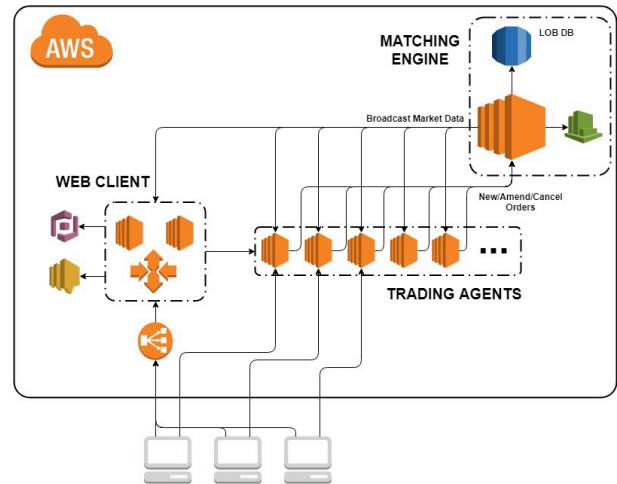 AWS
MATCHING
ENGINE
LOB DB
Broadcast Market Data
WEB CLIENT
New/Amend/Cancel
Orders
...
TRADING AGENTS